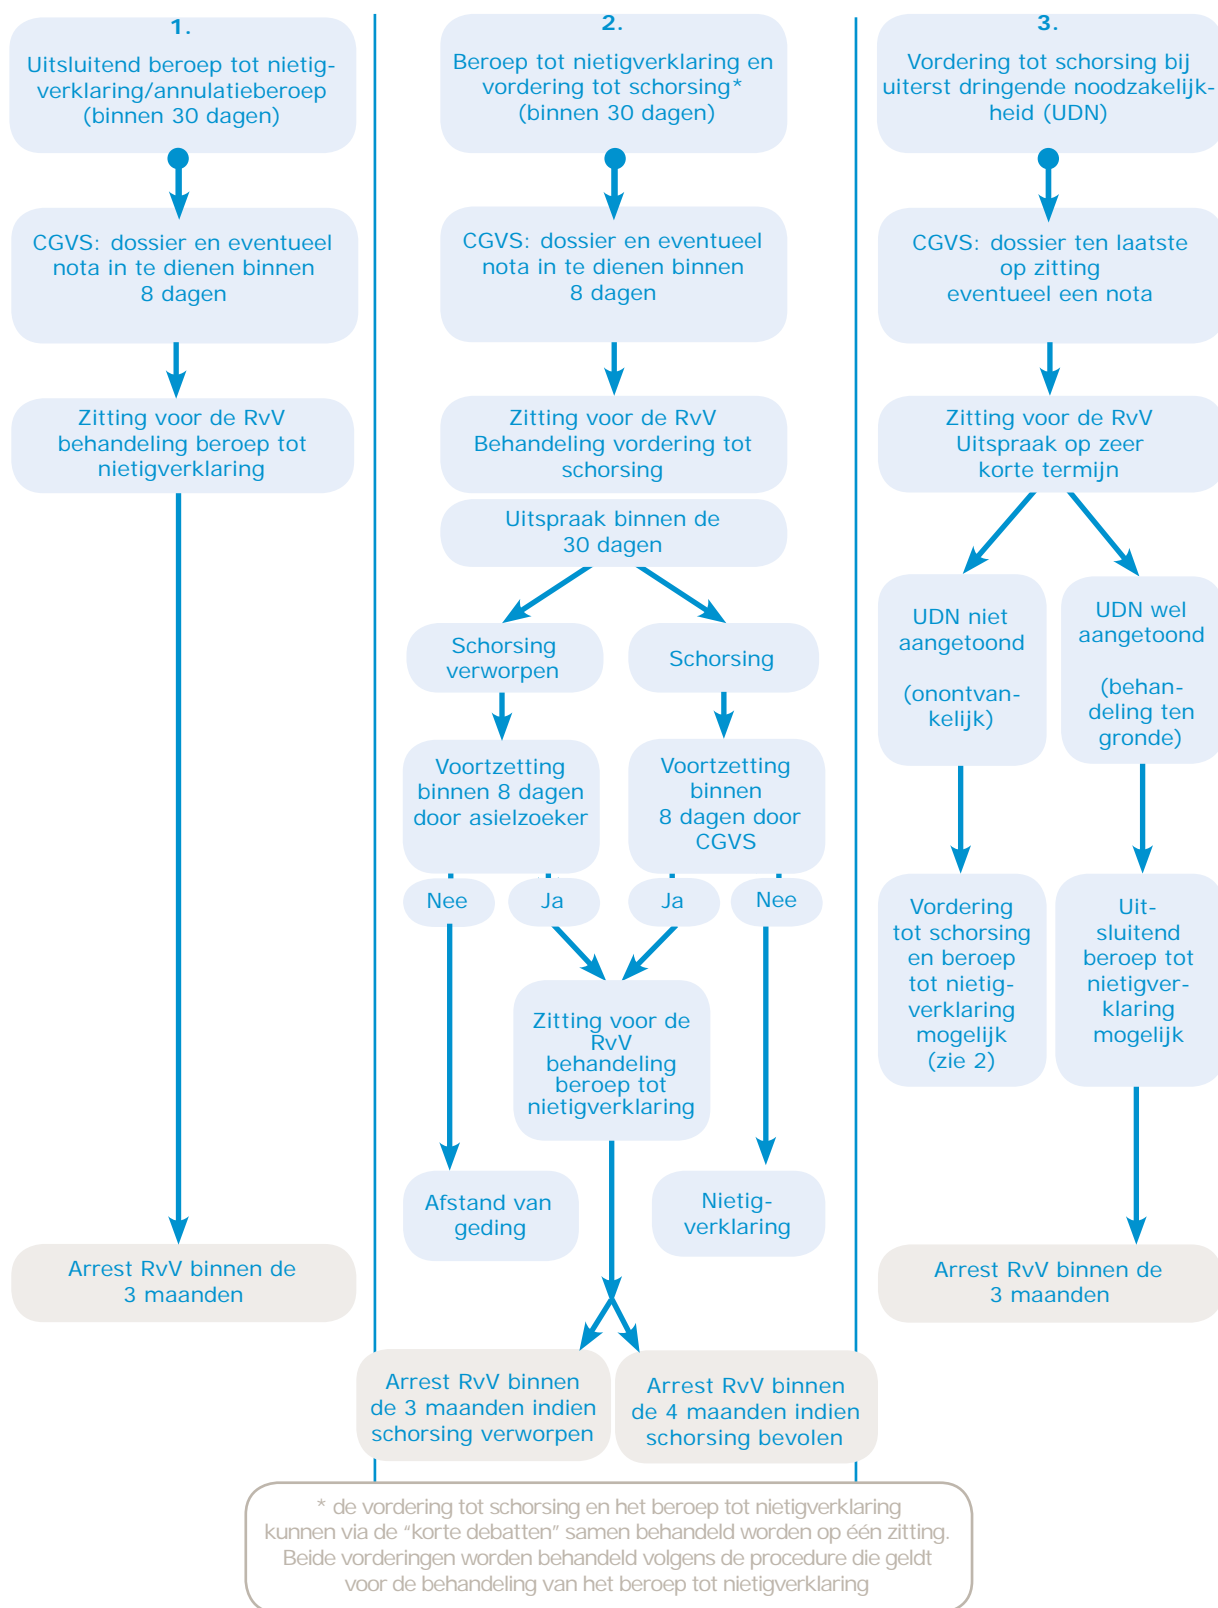 1.
Uitsluitend beroep tot nietig-
verklaring/annulatieberoep
(binnen 30 dagen)
CGVS: dossier en eventueel
nota in te dienen binnen
8 dagen
Zitting voor de RvV
behandeling beroep tot
nietigverklaring
Arrest RvV binnen de
3 maanden
2.
Beroep tot nietigverklaring en
vordering tot schorsing*
(binnen 30 dagen)
CGVS: dossier en eventueel
nota in te dienen binnen
8 dagen
Zitting voor de RvV
Behandeling vordering tot
schorsing
Uitspraak binnen de
30 dagen
Schorsing
verworpen
Schorsing
Voortzetting
binnen 8 dagen
door asielzoeker
Voortzetting
binnen
8 dagen door
CGVS
Nee
Ja
Ja
Nee
Zitting voor de
RvV
behandeling
beroep tot
nietigverklaring
Afstand van
geding
Nietig-
verklaring
Arrest RvV binnen
de 3 maanden indien
schorsing verworpen
Arrest RvV binnen
de 4 maanden indien
schorsing bevolen
3.
Vordering tot schorsing bij
uiterst dringende noodzakelijk-
heid (UDN)
CGVS: dossier ten laatste
op zitting
eventueel een nota
Zitting voor de RvV
Uitspraak op zeer
korte termijn
UDN niet
aangetoond
(onontvan-
kelijk)
UDN wel
aangetoond
(behan-
deling ten
gronde)
Vordering
tot schorsing
en beroep
tot nietig-
verklaring
mogelijk
(zie 2)
Uit-
sluitend
beroep tot
nietigver-
klaring
mogelijk
Arrest RvV binnen de
3 maanden
* de vordering tot schorsing en het beroep tot nietigverklaring
kunnen via de “korte debatten” samen behandeld worden op één zitting.
Beide vorderingen worden behandeld volgens de procedure die geldt
voor de behandeling van het beroep tot nietigverklaring